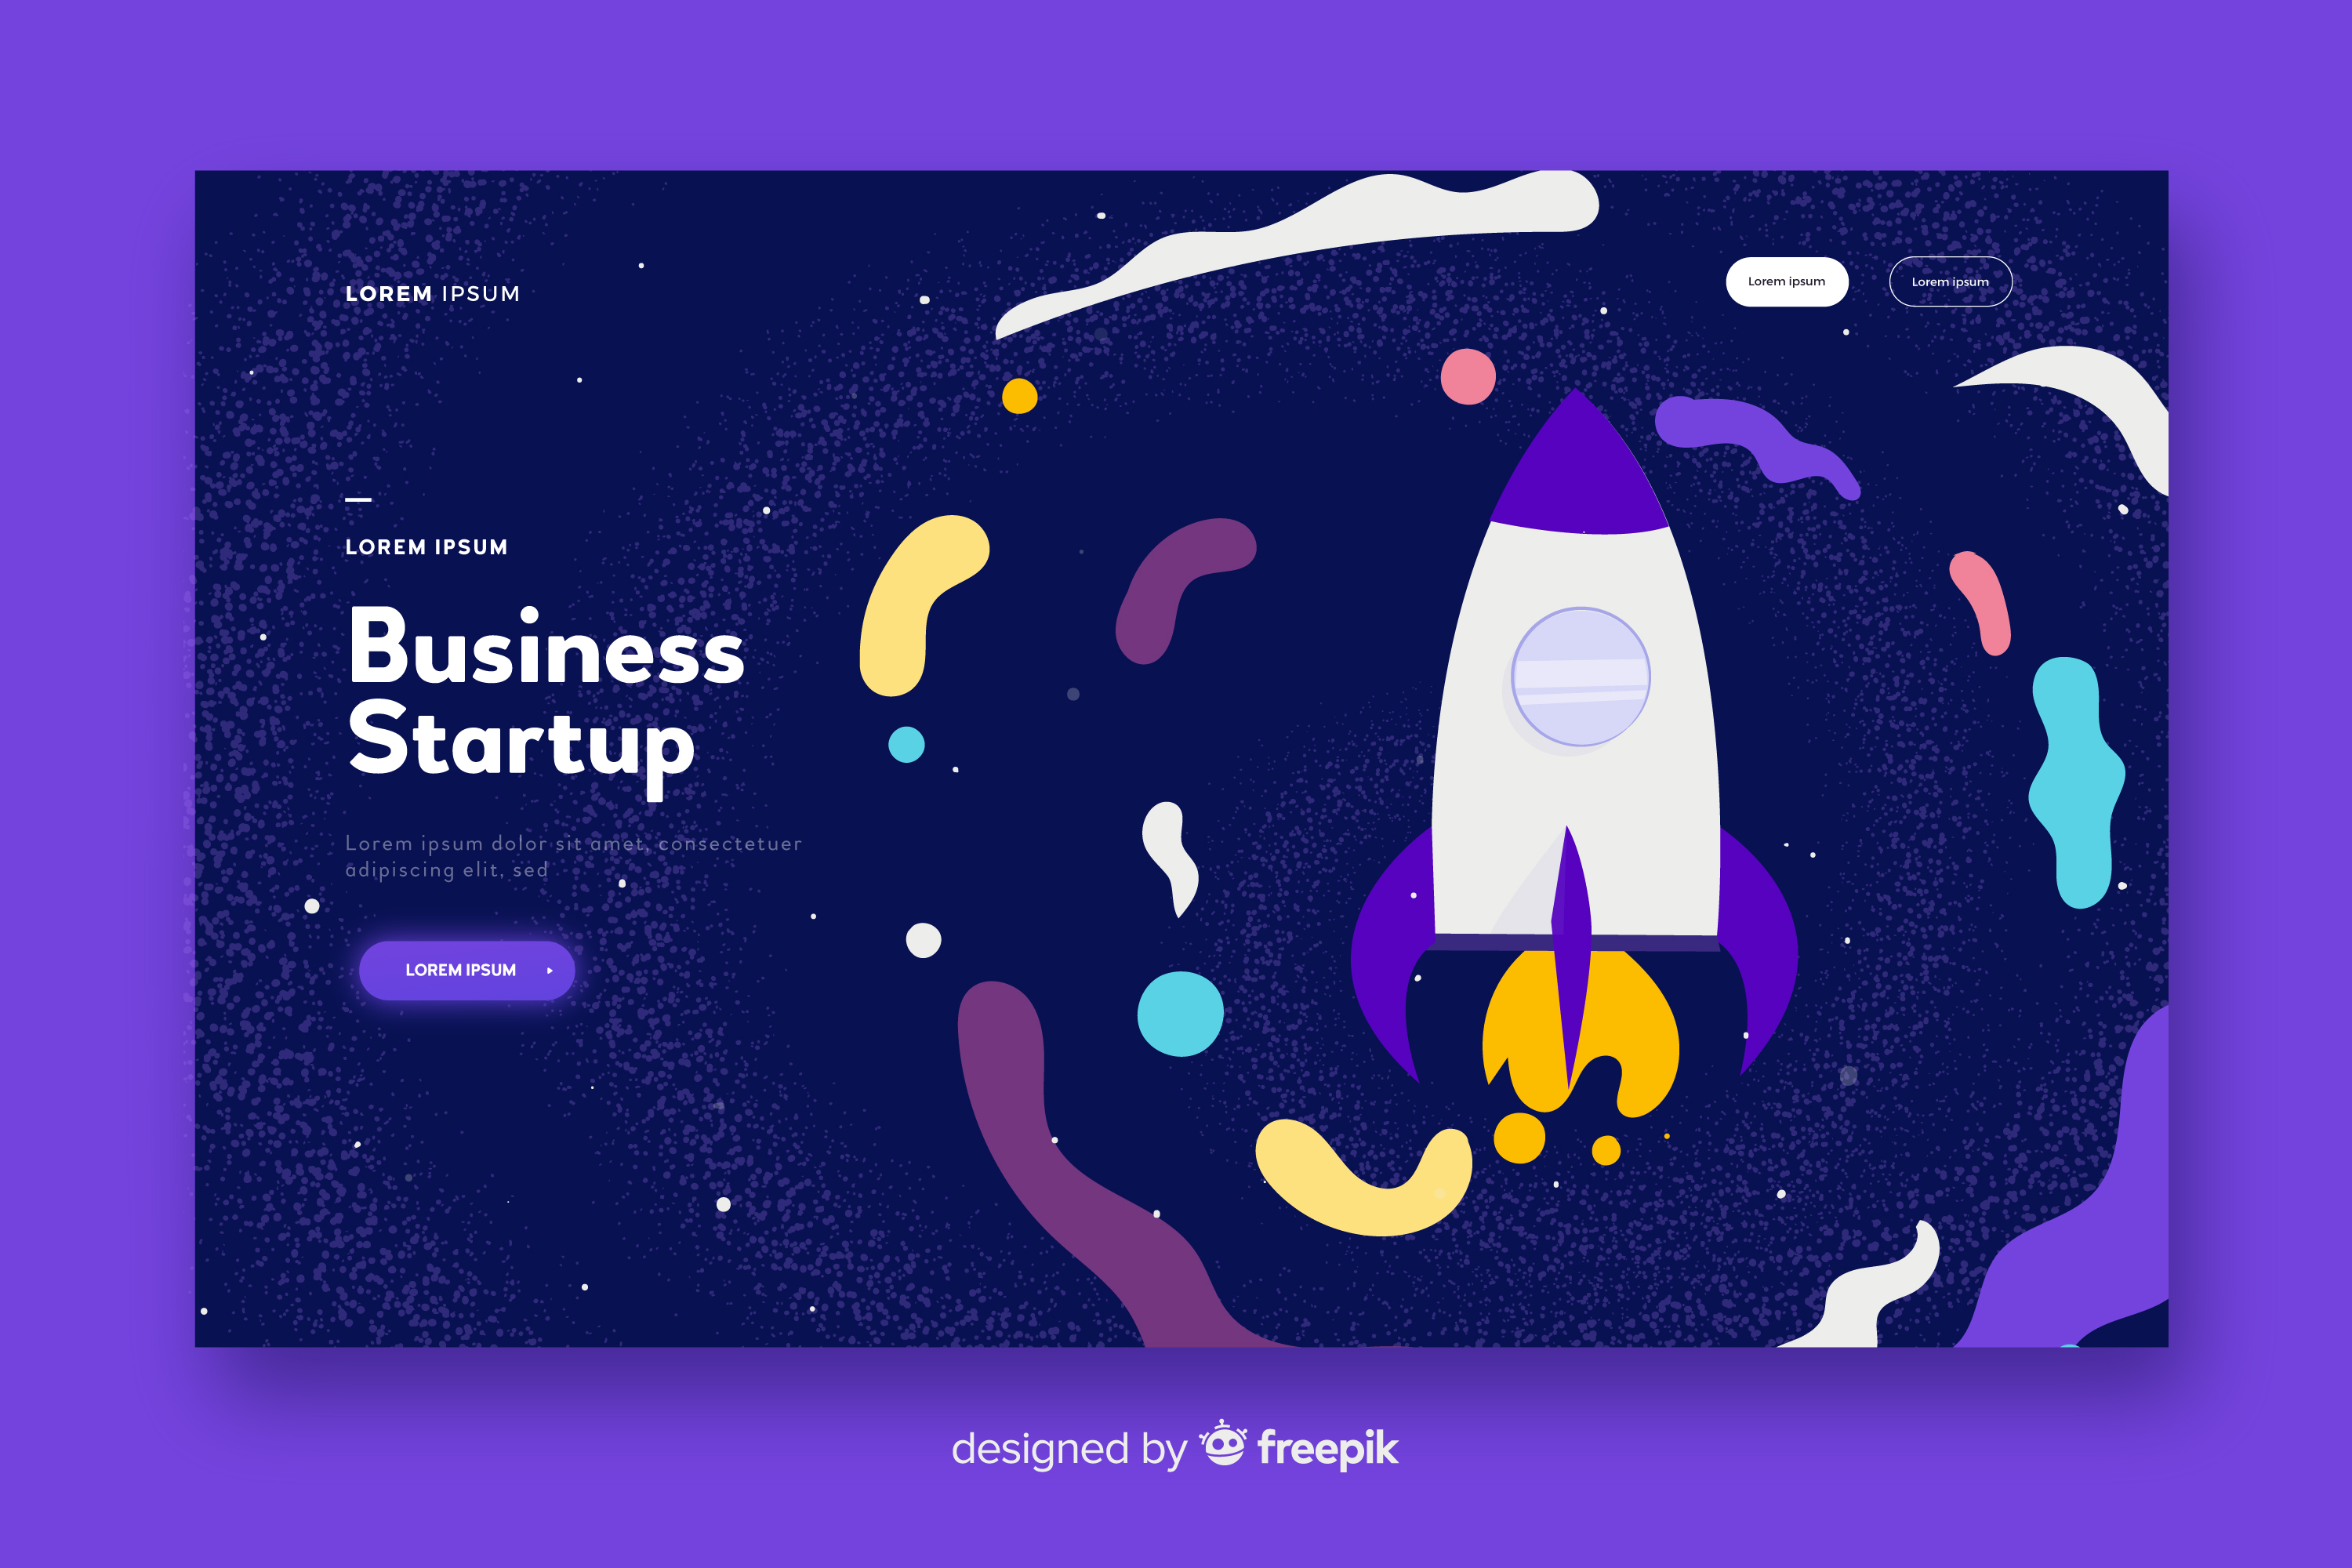 LOREM IPSUM
Lorem ipsum
Lorem ipsum
LOREM IPSUM
Business
Startup
Lorem ipsum dolor sit amet, consectetuer
adipiscing elit, sed
LOREM IPSUM
designed by freepik